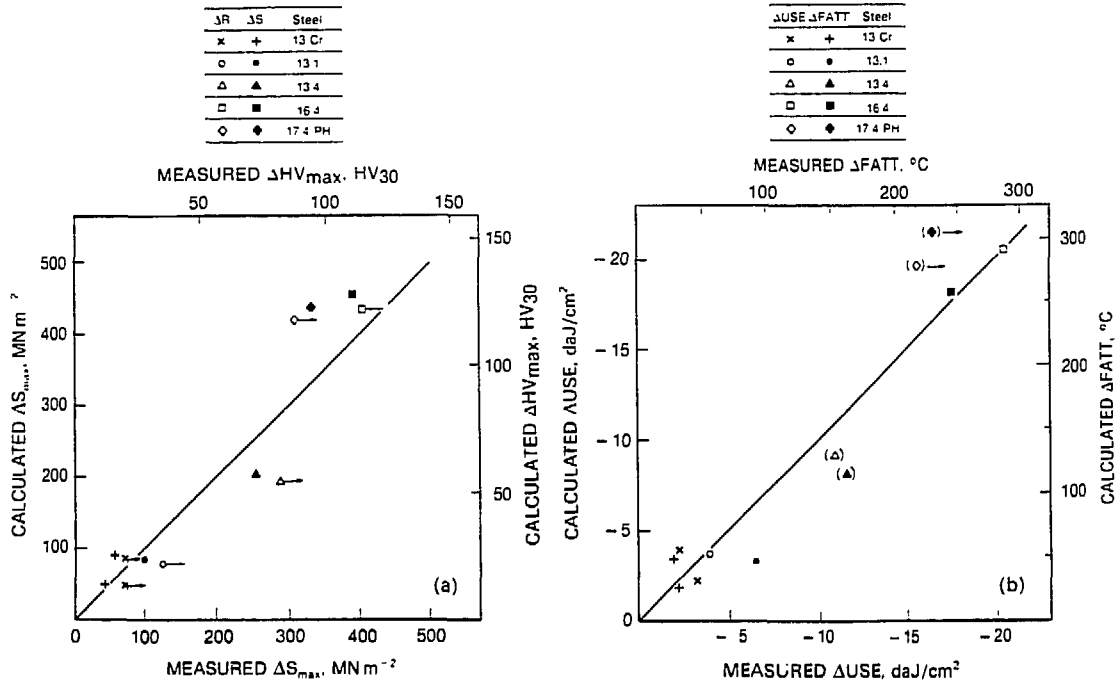 ΔR ΔS Steel
× + 13 Cr
○ ● 13.1
△ ▲ 13 4
□ ■ 16 4
◇ ◆ 17 4 PH
MEASURED ΔHVmax, HV30
50 100 150
500
400
300
200
100
0 100 200 300 400 500
150
100
50
CALCULATED ΔSmax, MN m⁻²
CALCULATED ΔHVmax, HV30
(a)
MEASURED ΔSmax, MN m⁻²
ΔUSE ΔFATT Steel
× + 13 Cr
○ ● 13.1
△ ▲ 13 4
□ ■ 16 4
◇ ◆ 17 4 PH
MEASURED ΔFATT, °C
100 200 300
- 20
- 15
- 10
- 5
0
- 5 -10 -15 -20
300
200
100
CALCULATED ΔUSE, daJ/cm²
CALCULATED ΔFATT, °C
(b)
MEASURED ΔUSE, daJ/cm²